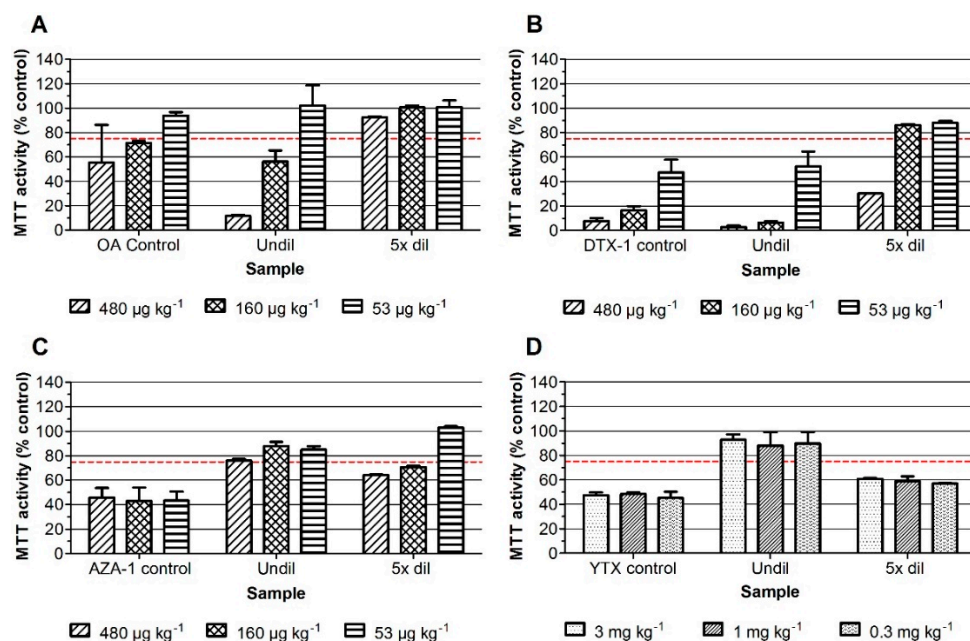 A
MTT activity (% control)
140
120
100
80
60
40
20
0
OA Control Undil 5x dil
Sample
480 µg kg⁻¹ 160 µg kg⁻¹ 53 µg kg⁻¹
B
MTT activity (% control)
140
120
100
80
60
40
20
0
DTX-1 control Undil 5x dil
Sample
480 µg kg⁻¹ 160 µg kg⁻¹ 53 µg kg⁻¹
C
MTT activity (% control)
140
120
100
80
60
40
20
0
AZA-1 control Undil 5x dil
Sample
480 µg kg⁻¹ 160 µg kg⁻¹ 53 µg kg⁻¹
D
MTT activity (% control)
140
120
100
80
60
40
20
0
YTX control Undil 5x dil
Sample
3 mg kg⁻¹ 1 mg kg⁻¹ 0.3 mg kg⁻¹